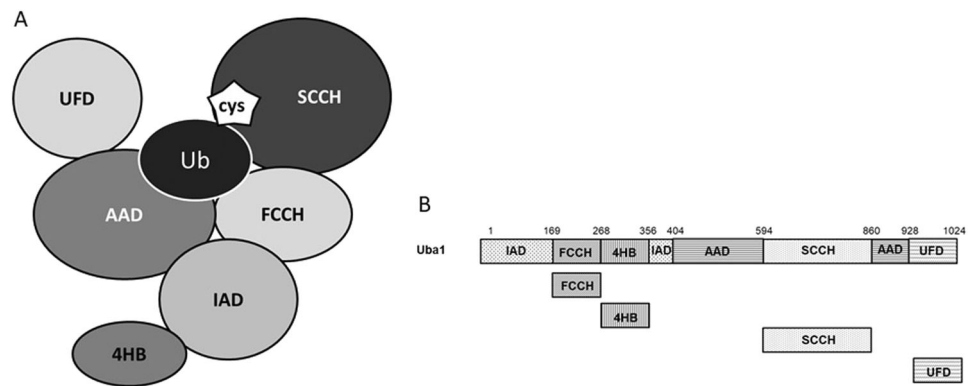 A
UFD
SCCH
cys
Ub
AAD
FCCH
IAD
4HB
B
1 169 268 356 404 594 860 928 1024
Uba1 IAD FCCH 4HB IAD AAD SCCH AAD UFD
FCCH
4HB
SCCH
UFD